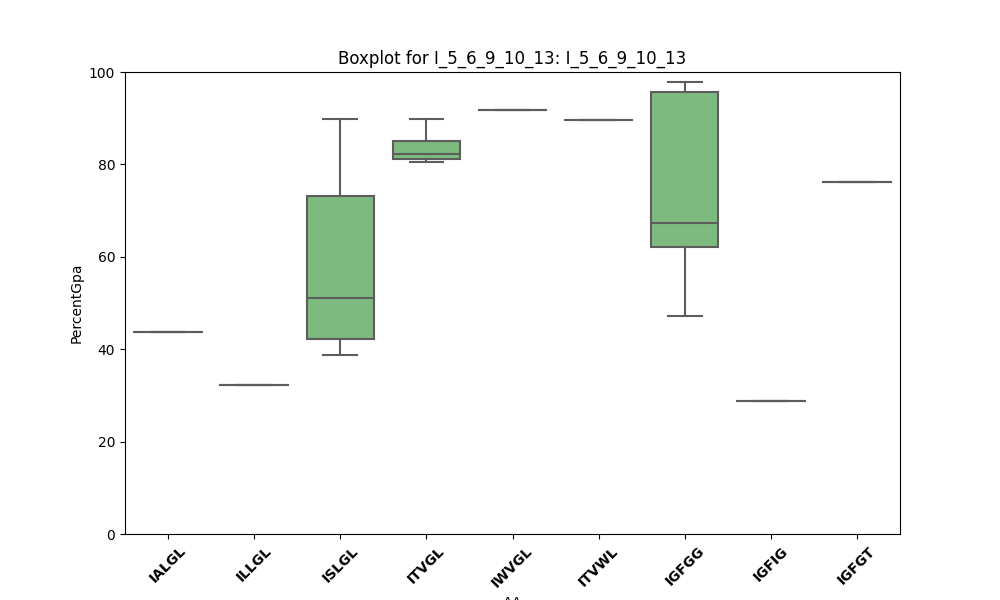 Boxplot for I_5_6_9_10_13: I_5_6_9_10_13
100
80
60
40
20
0
PercentGpa
IALGL
ILLGL
ISLGL
ITVGL
IWVGL
ITVWL
IGFGG
IGFIG
IGFGT